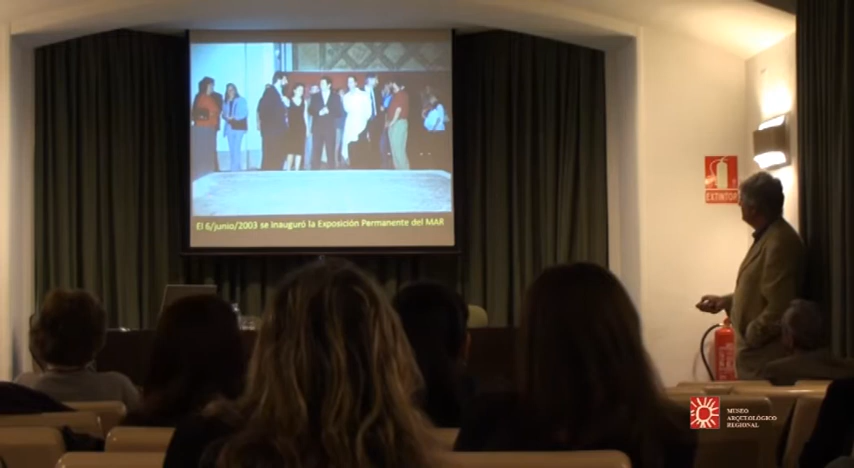 El 6/junio/2003 se inauguró la Exposición Permanente del MAR
EXTINTOR
MUSEO
ARQUEOLÓGICO
REGIONAL